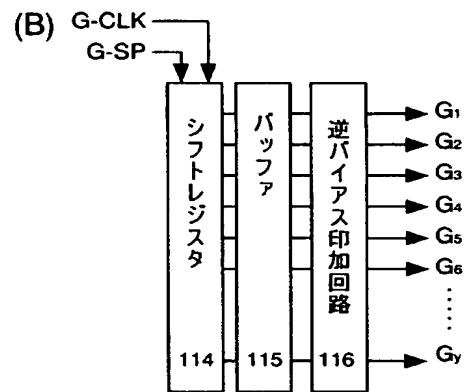 (B)
G-CLK
G-SP
シフトレジスタ
114
バッファ
115
逆バイアス印加回路
116
G1
G2
G3
G4
G5
G6
Gy